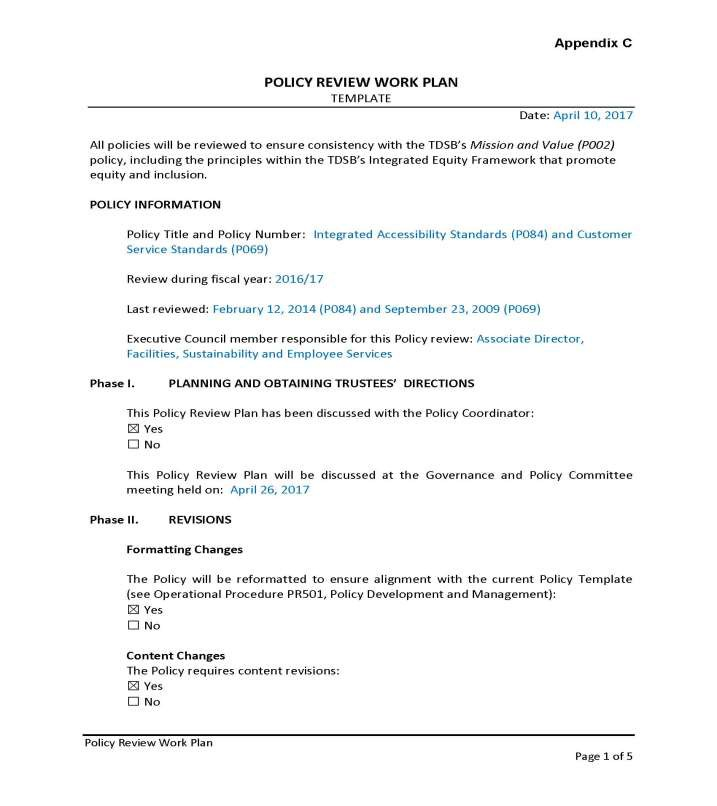 Appendix C
POLICY REVIEW WORK PLAN
TEMPLATE
Date: April 10, 2017
All policies will be reviewed to ensure consistency with the TDSB's Mission and Value (P002)
policy, including the principles within the TDSB's Integrated Equity Framework that promote
equity and inclusion.
POLICY INFORMATION
Policy Title and Policy Number: Integrated Accessibility Standards (P084) and Customer
Service Standards (P069)
Review during fiscal year: 2016/17
Last reviewed: February 12, 2014 (P084) and September 23, 2009 (P069)
Executive Council member responsible for this Policy review: Associate Director,
Facilities, Sustainability and Employee Services
Phase I. PLANNING AND OBTAINING TRUSTEES' DIRECTIONS
This Policy Review Plan has been discussed with the Policy Coordinator:
☒ Yes
☐ No
This Policy Review Plan will be discussed at the Governance and Policy Committee
meeting held on: April 26, 2017
Phase II. REVISIONS
Formatting Changes
The Policy will be reformatted to ensure alignment with the current Policy Template
(see Operational Procedure PR501, Policy Development and Management):
☒ Yes
☐ No
Content Changes
The Policy requires content revisions:
☒ Yes
☐ No
Policy Review Work Plan
Page 1 of 5